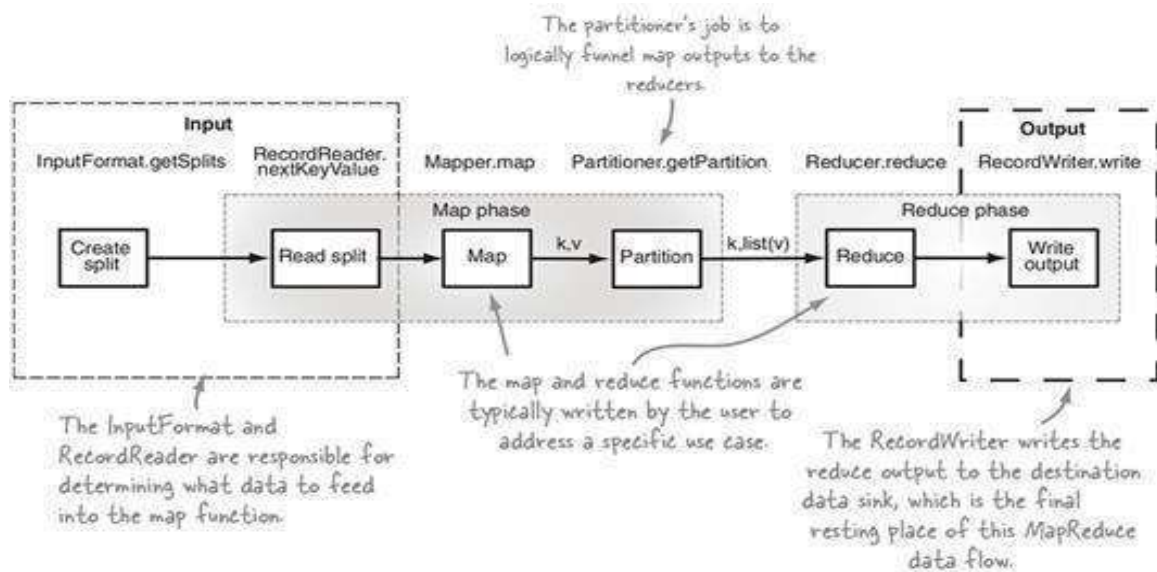 The partitioner's job is to
logically funnel map outputs to the
reducers.
Input
Output
InputFormat.getSplits
RecordReader.
nextKeyValue
Mapper.map
Partitioner.getPartition
Reducer.reduce
RecordWriter.write
Map phase
Reduce phase
Create
split
Read split
Map
k,v
Partition
k,list(v)
Reduce
Write
output
The map and reduce functions are
typically written by the user to
address a specific use case.
The InputFormat and
RecordReader are responsible for
determining what data to feed
into the map function.
The RecordWriter writes the
reduce output to the destination
data sink, which is the final
resting place of this MapReduce
data flow.